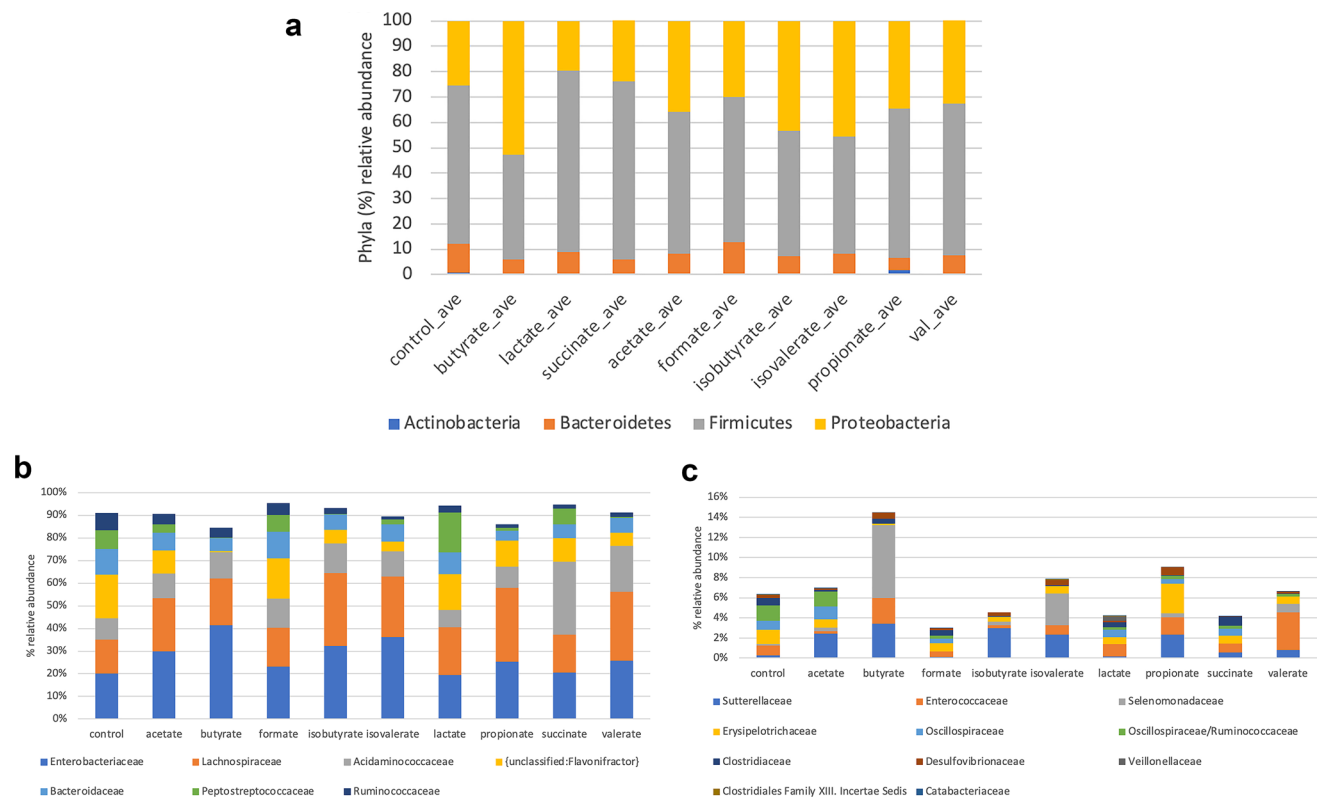 a
Phyla (%) relative abundance
100
90
80
70
60
50
40
30
20
10
0
control_ave
butyrate_ave
lactate_ave
succinate_ave
acetate_ave
formate_ave
isobutyrate_ave
isovalerate_ave
propionate_ave
val_ave
Actinobacteria Bacteroidetes Firmicutes Proteobacteria
b
% relative abundance
100%
90%
80%
70%
60%
50%
40%
30%
20%
10%
0%
control acetate butyrate formate isobutyrate isovalerate lactate propionate succinate valerate
Enterobacteriaceae Lachnospiraceae Acidaminococcaceae {unclassified:Flavonifractor}
Bacteroidaceae Peptostreptococcaceae Ruminococcaceae
c
% relative abundance
16%
14%
12%
10%
8%
6%
4%
2%
0%
control acetate butyrate formate isobutyrate isovalerate lactate propionate succinate valerate
Sutterellaceae Enterococcaceae Selenomonadaceae
Erysipelotrichaceae Oscillospiraceae Oscillospiraceae/Ruminococcaceae
Clostridiaceae Desulfovibrionaceae Veillonellaceae
Clostridiales Family XIII. Incertae Sedis Catabacteriaceae